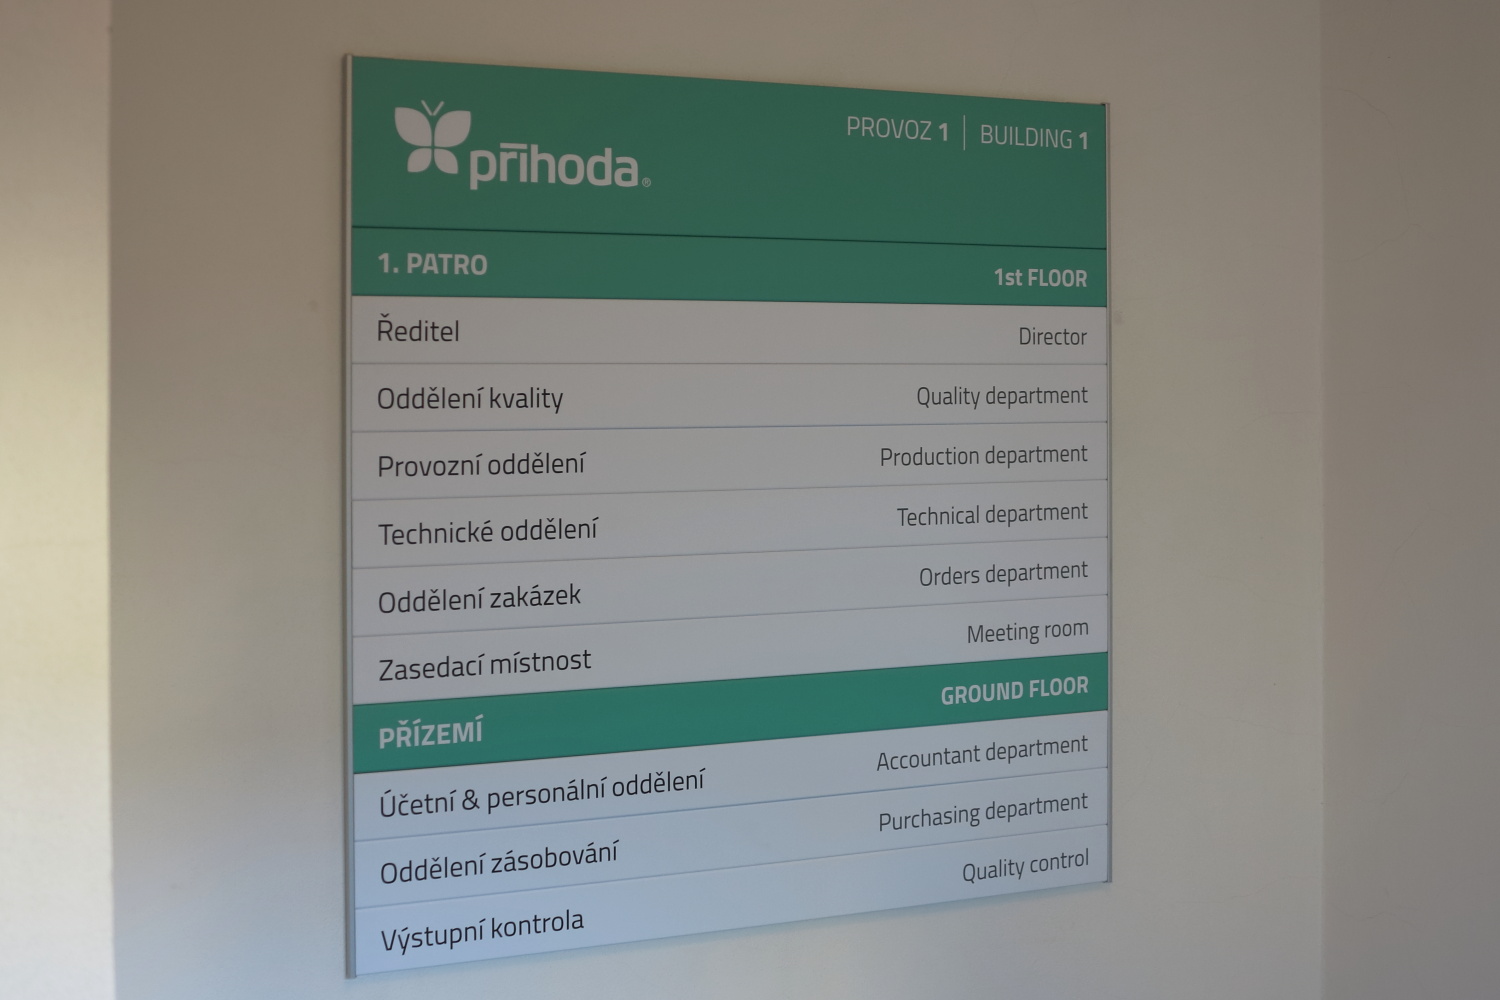 příhoda®
PROVOZ 1 | BUILDING 1
1. PATRO 1st FLOOR
Ředitel Director
Oddělení kvality Quality department
Provozní oddělení Production department
Technické oddělení Technical department
Oddělení zakázek Orders department
Zasedací místnost Meeting room
PŘÍZEMÍ GROUND FLOOR
Účetní & personální oddělení Accountant department
Oddělení zásobování Purchasing department
Výstupní kontrola Quality control